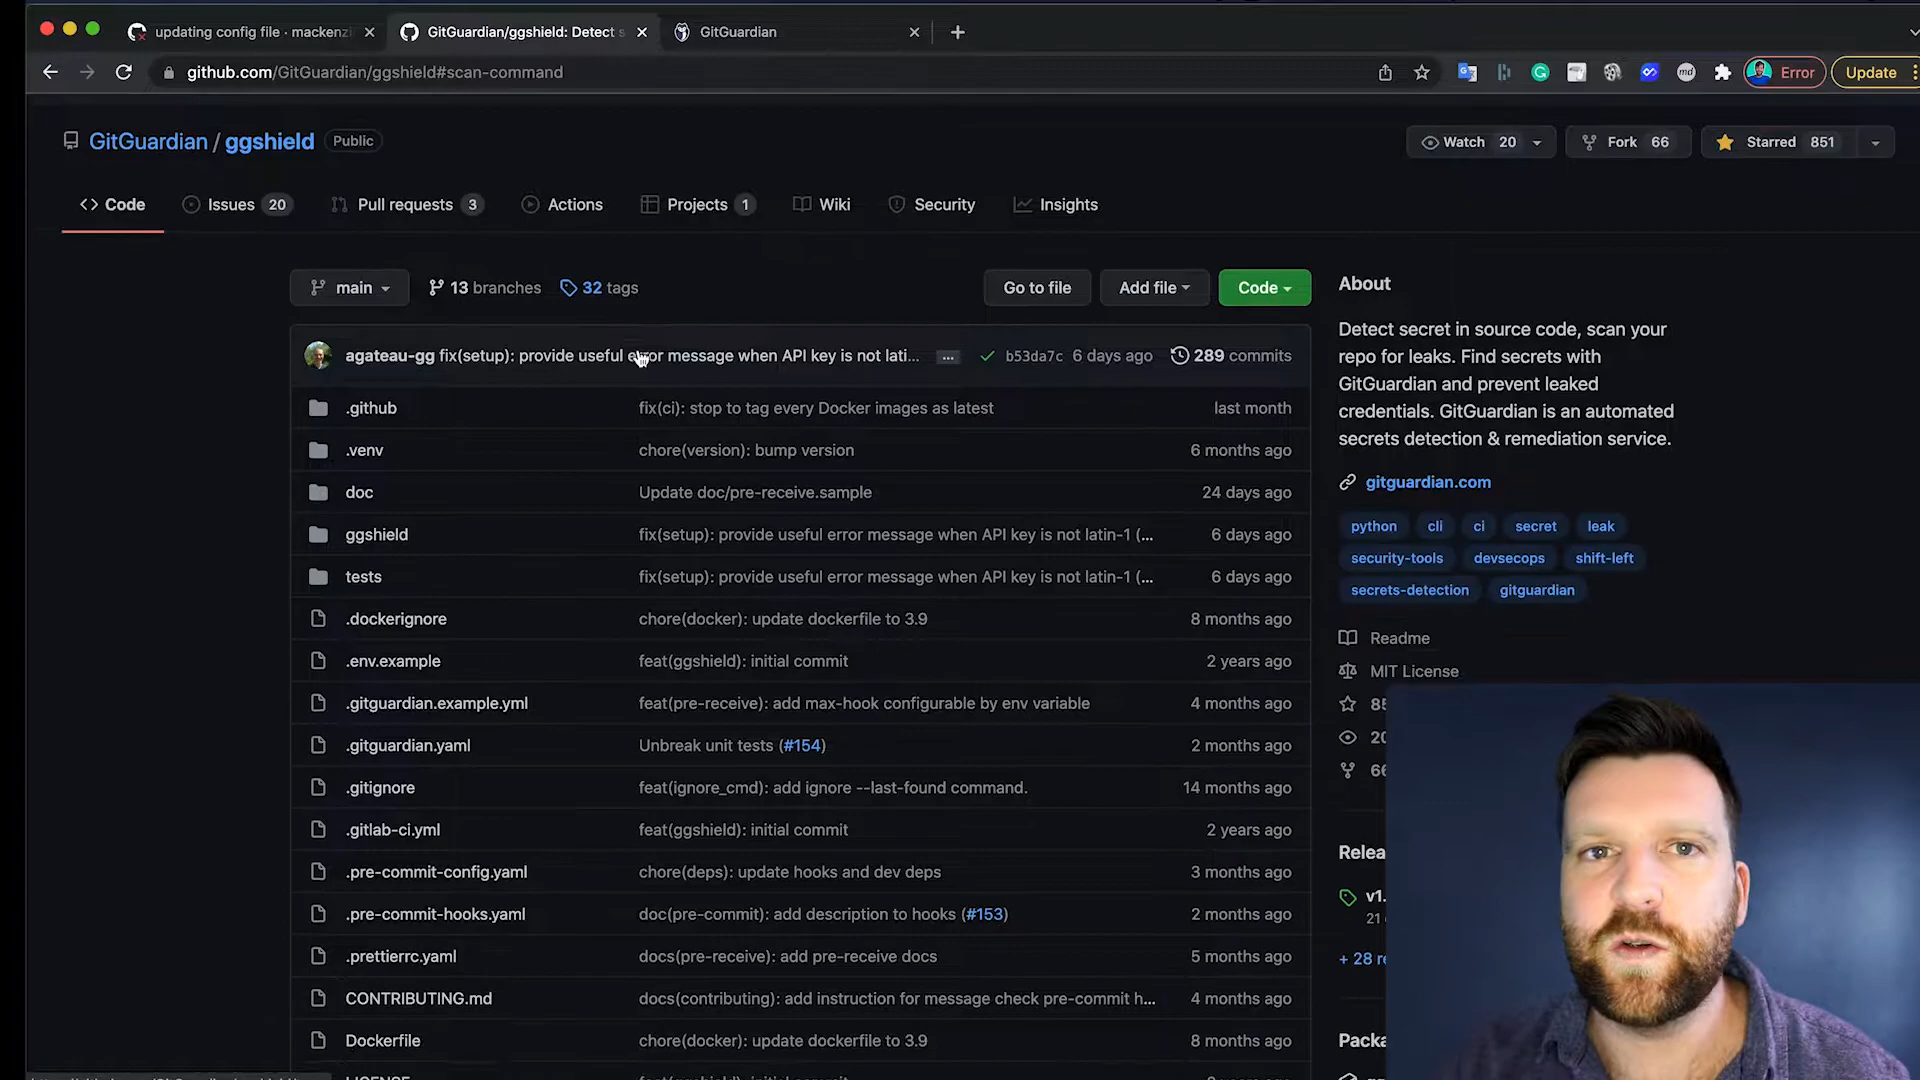 updating config file · mackenzi
GitGuardian/ggshield: Detect s
GitGuardian
github.com/GitGuardian/ggshield#scan-command
md
Error
Update
GitGuardian / ggshield
Public
Watch 20
Fork 66
Starred 851
Code
Issues 20
Pull requests 3
Actions
Projects 1
Wiki
Security
Insights
main
13 branches
32 tags
Go to file
Add file
Code
agateau-gg fix(setup): provide useful error message when API key is not lati... ... b53da7c 6 days ago 289 commits
.github fix(ci): stop to tag every Docker images as latest last month
.venv chore(version): bump version 6 months ago
doc Update doc/pre-receive.sample 24 days ago
ggshield fix(setup): provide useful error message when API key is not latin-1 (... 6 days ago
tests fix(setup): provide useful error message when API key is not latin-1 (... 6 days ago
.dockerignore chore(docker): update dockerfile to 3.9 8 months ago
.env.example feat(ggshield): initial commit 2 years ago
.gitguardian.example.yml feat(pre-receive): add max-hook configurable by env variable 4 months ago
.gitguardian.yaml Unbreak unit tests (#154) 2 months ago
.gitignore feat(ignore_cmd): add ignore --last-found command. 14 months ago
.gitlab-ci.yml feat(ggshield): initial commit 2 years ago
.pre-commit-config.yaml chore(deps): update hooks and dev deps 3 months ago
.pre-commit-hooks.yaml doc(pre-commit): add description to hooks (#153) 2 months ago
.prettierrc.yaml docs(pre-receive): add pre-receive docs 5 months ago
CONTRIBUTING.md docs(contributing): add instruction for message check pre-commit h... 4 months ago
Dockerfile chore(docker): update dockerfile to 3.9 8 months ago
About
Detect secret in source code, scan your
repo for leaks. Find secrets with
GitGuardian and prevent leaked
credentials. GitGuardian is an automated
secrets detection & remediation service.
gitguardian.com
python cli ci secret leak
security-tools devsecops shift-left
secrets-detection gitguardian
Readme
MIT License
20
66
Relea
v1.
21
+ 28 re
Packa